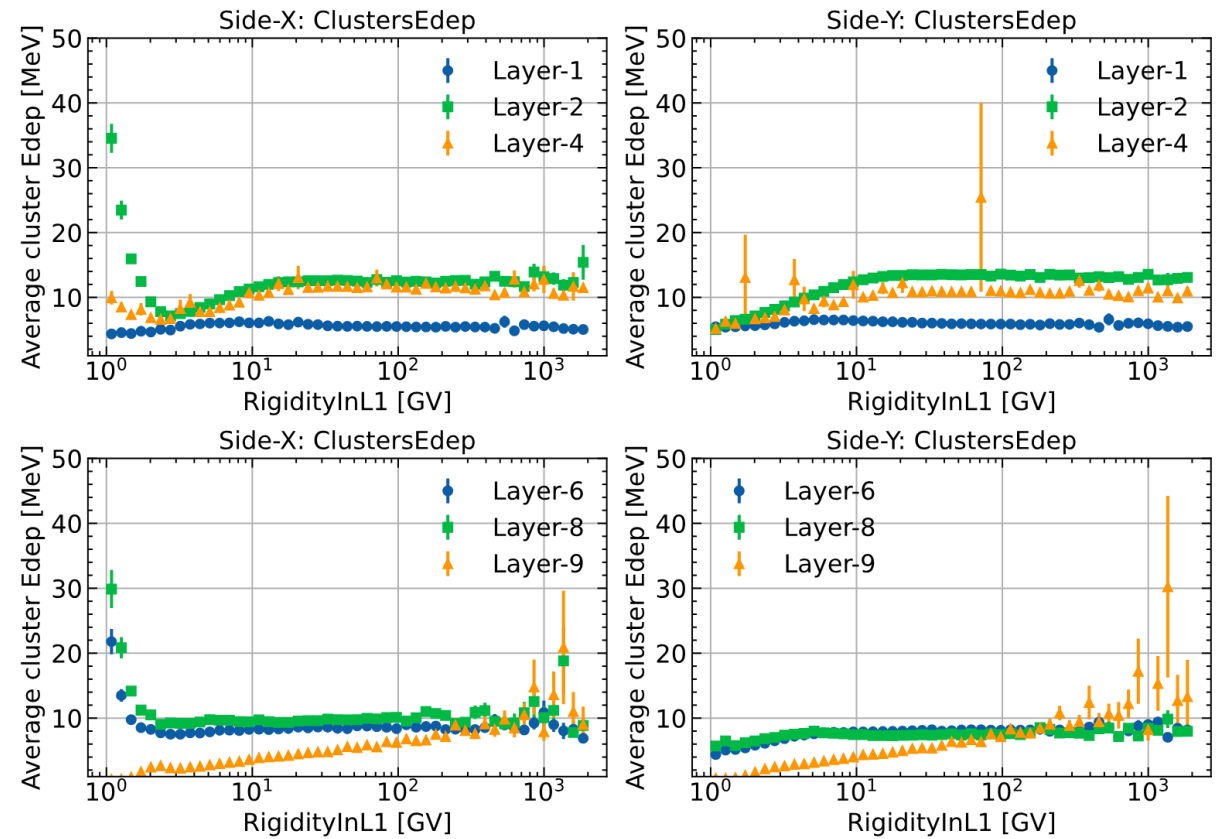 Side-X: ClustersEdep
Average cluster Edep [MeV]
50
40
30
20
10
Layer-1
Layer-2
Layer-4
10^0 10^1 10^2 10^3
RigidityInL1 [GV]
Side-Y: ClustersEdep
Average cluster Edep [MeV]
50
40
30
20
10
Layer-1
Layer-2
Layer-4
10^0 10^1 10^2 10^3
RigidityInL1 [GV]
Side-X: ClustersEdep
Average cluster Edep [MeV]
50
40
30
20
10
Layer-6
Layer-8
Layer-9
10^0 10^1 10^2 10^3
RigidityInL1 [GV]
Side-Y: ClustersEdep
Average cluster Edep [MeV]
50
40
30
20
10
Layer-6
Layer-8
Layer-9
10^0 10^1 10^2 10^3
RigidityInL1 [GV]